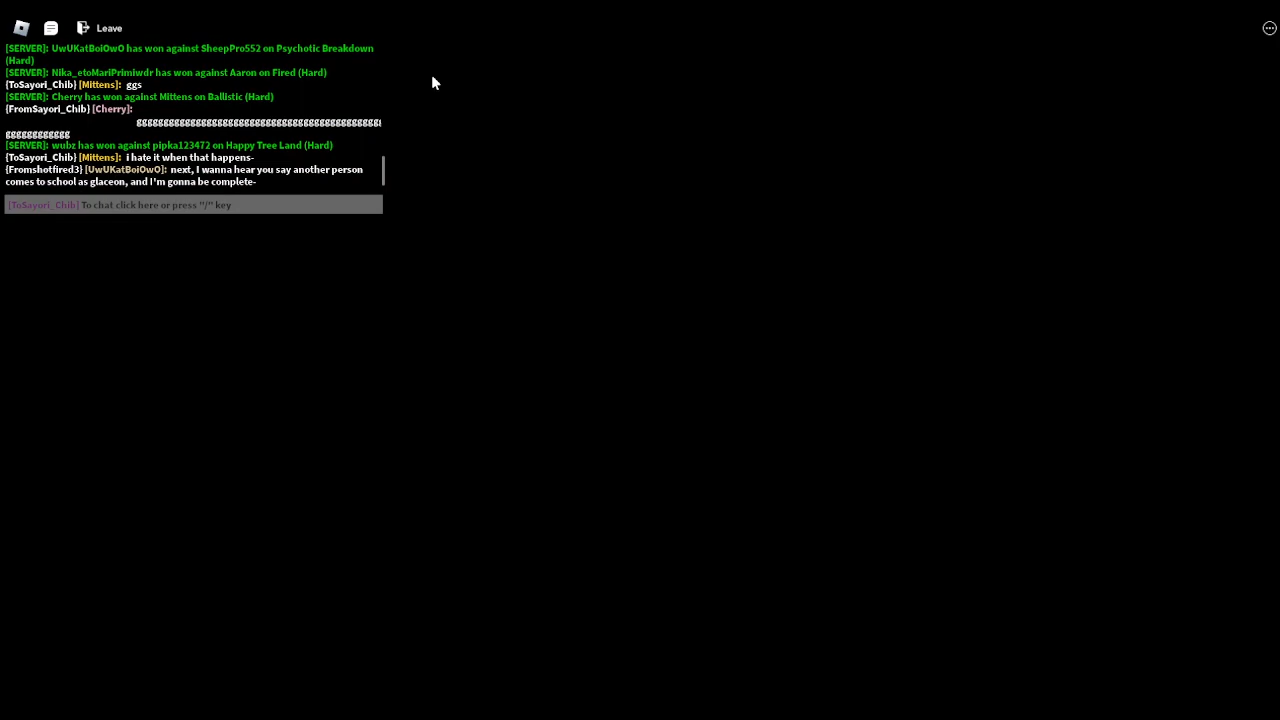 Leave
[SERVER]: UwUKatBoiOwO has won against SheepPro552 on Psychotic Breakdown
(Hard)
[SERVER]: Nika_etoMariPrimiwdr has won against Aaron on Fired (Hard)
{ToSayori_Chib} [Mittens]: ggs
[SERVER]: Cherry has won against Mittens on Ballistic (Hard)
{FromSayori_Chib} [Cherry]:
ggggggggggggggggggggggggggggggggggggggggggggg
gggggggggggg
[SERVER]: wubz has won against pipka123472 on Happy Tree Land (Hard)
{ToSayori_Chib} [Mittens]: i hate it when that happens-
{Fromshotfired3} [UwUKatBoiOwO]: next, I wanna hear you say another person
comes to school as glaceon, and I'm gonna be complete-
[ToSayori_Chib] To chat click here or press "/" key